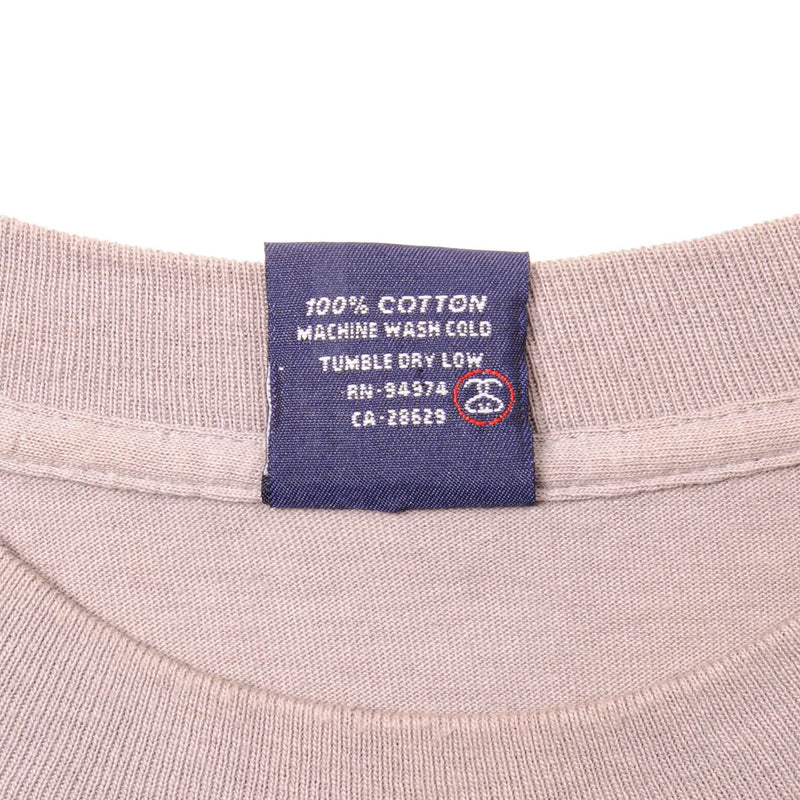 100% COTTON
MACHINE WASH COLD
TUMBLE DRY LOW
RN-94974
CA-28629